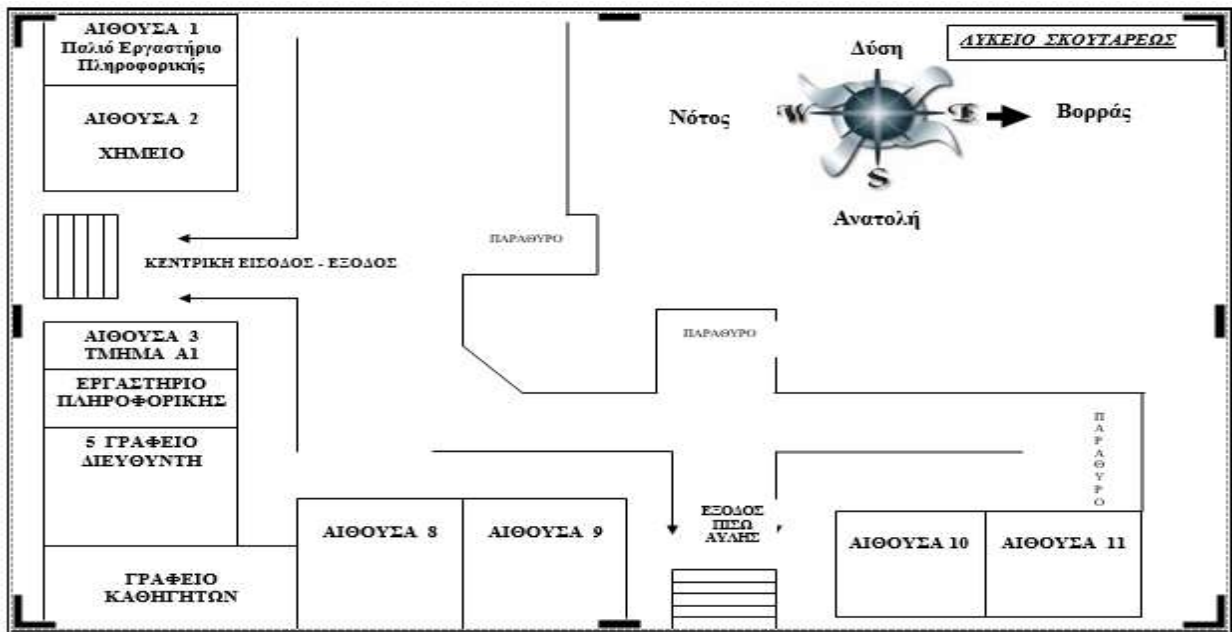 ΑΙΘΟΥΣΑ 1
Παλιό Εργαστήριο
Πληροφορικής
ΑΙΘΟΥΣΑ 2
ΧΗΜΕΙΟ
ΛΥΚΕΙΟ ΣΚΟΥΤΑΡΕΩΣ
Δύση
Νότος
W
E
Βορράς
S
Ανατολή
ΠΑΡΑΘΥΡΟ
ΚΕΝΤΡΙΚΗ ΕΙΣΟΔΟΣ - ΕΞΟΔΟΣ
ΑΙΘΟΥΣΑ 3
ΤΜΗΜΑ Α1
ΕΡΓΑΣΤΗΡΙΟ
ΠΛΗΡΟΦΟΡΙΚΗΣ
5 ΓΡΑΦΕΙΟ
ΔΙΕΥΘΥΝΤΗ
ΓΡΑΦΕΙΟ
ΚΑΘΗΓΗΤΩΝ
ΠΑΡΑΘΥΡΟ
ΠΑΡΑΘΥΡΟ
ΑΙΘΟΥΣΑ 8
ΑΙΘΟΥΣΑ 9
ΕΞΟΔΟΣ
ΠΙΣΩ
ΑΥΛΗΣ
ΑΙΘΟΥΣΑ 10
ΑΙΘΟΥΣΑ 11